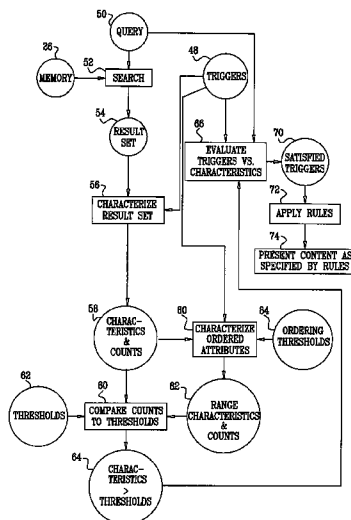 50
QUERY
26
MEMORY
52
SEARCH
48
TRIGGERS
54
RESULT
SET
66
EVALUATE
TRIGGERS VS.
CHARACTERISTICS
70
SATISFIED
TRIGGERS
56
CHARACTERIZE
RESULT SET
72
APPLY RULES
74
PRESENT CONTENT AS
SPECIFIED BY RULES
58
CHARAC-
TERISTICS
&
COUNTS
60
CHARACTERIZE
ORDERED
ATTRIBUTES
64
ORDERING
THRESHOLDS
62
THRESHOLDS
60
COMPARE COUNTS
TO THRESHOLDS
62
RANGE
CHARACTERISTICS
&
COUNTS
64
CHARAC-
TERISTICS
>
THRESHOLDS